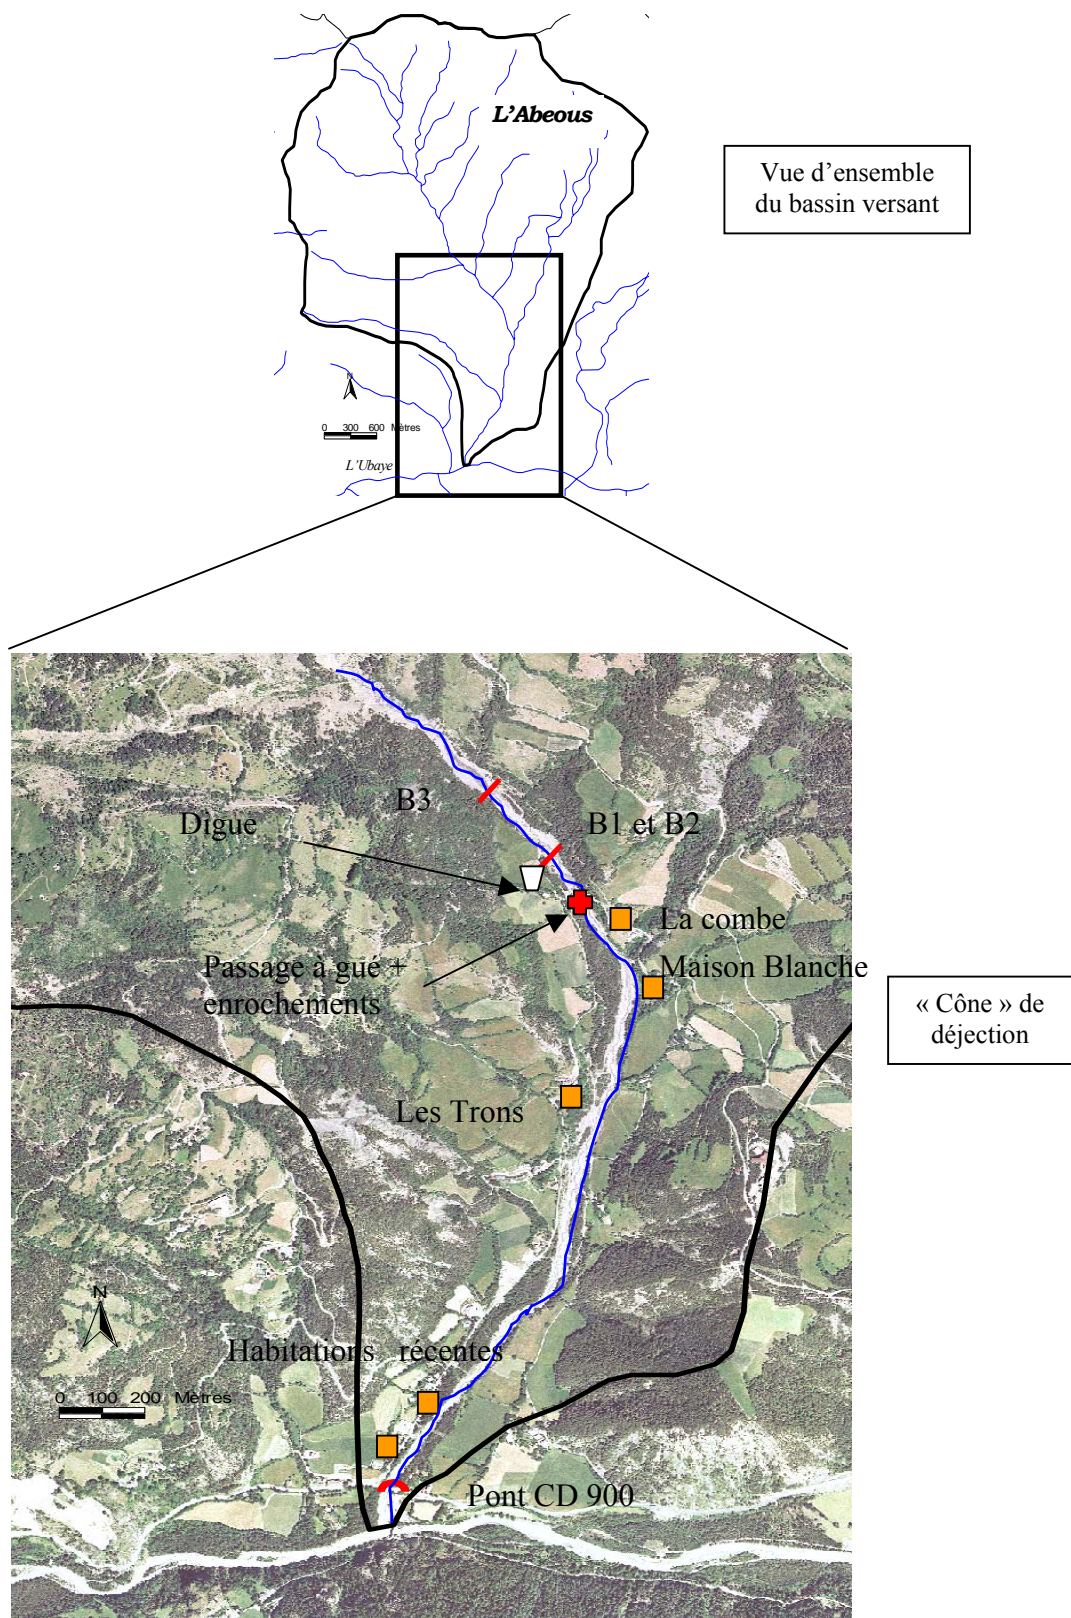 L'Abeous
Vue d'ensemble
du bassin versant
N
0 300 600 Mètres
L'Ubaye
B3
B1 et B2
Digue
La combe
Passage à gué +
enrochements
Maison Blanche
« Cône » de
déjection
Les Trons
N
Habitations récentes
0 100 200 Mètres
Pont CD 900